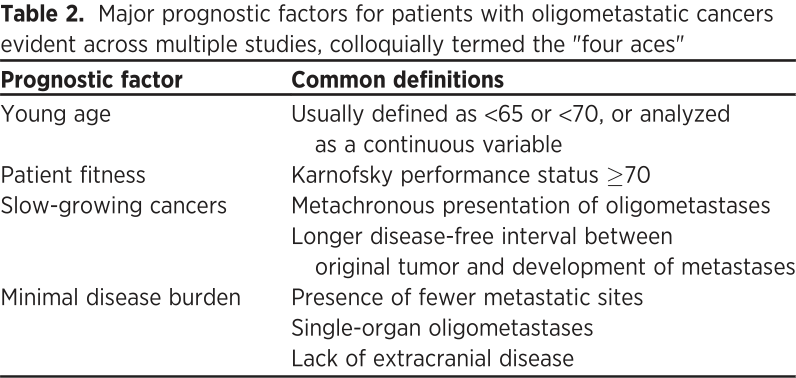 Table 2. Major prognostic factors for patients with oligometastatic cancers
evident across multiple studies, colloquially termed the "four aces"
Prognostic factor Common definitions
Young age Usually defined as <65 or <70, or analyzed
as a continuous variable
Patient fitness Karnofsky performance status ≥70
Slow-growing cancers Metachronous presentation of oligometastases
Longer disease-free interval between
original tumor and development of metastases
Minimal disease burden Presence of fewer metastatic sites
Single-organ oligometastases
Lack of extracranial disease